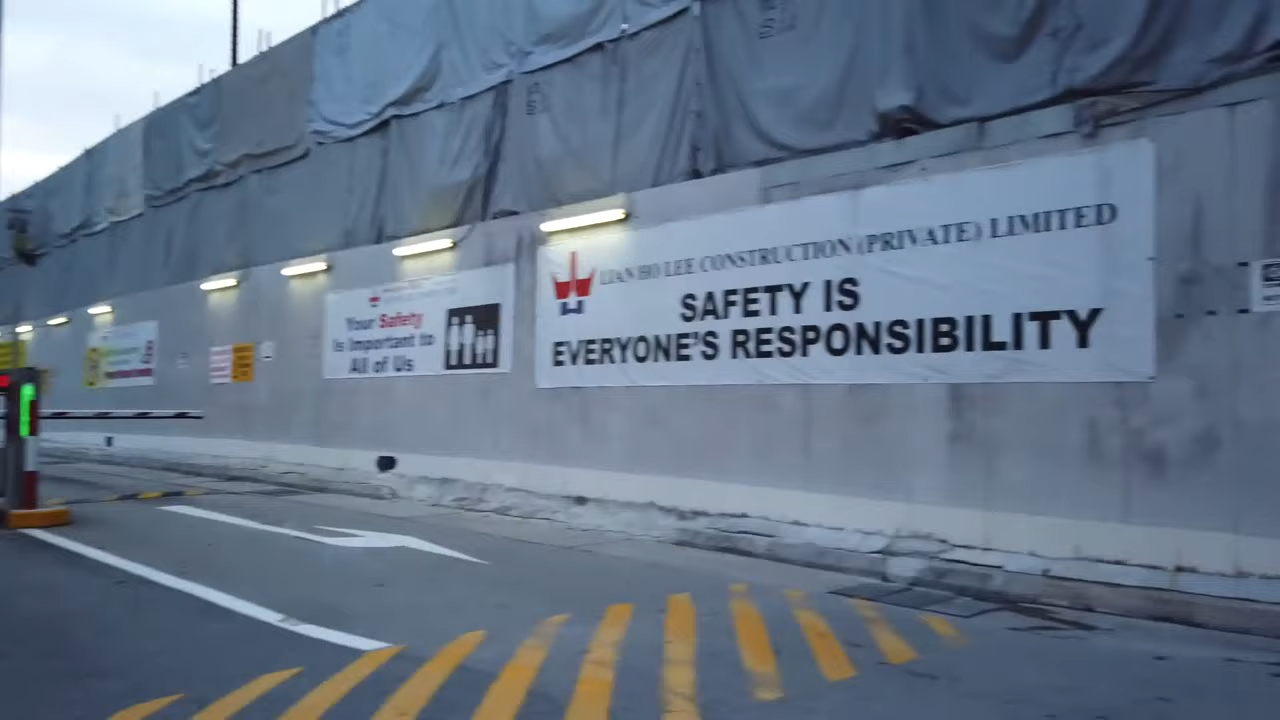 LIAN HO LEE CONSTRUCTION (PRIVATE) LIMITED
SAFETY IS
EVERYONE'S RESPONSIBILITY
Your Safety
Is Important to
All of Us